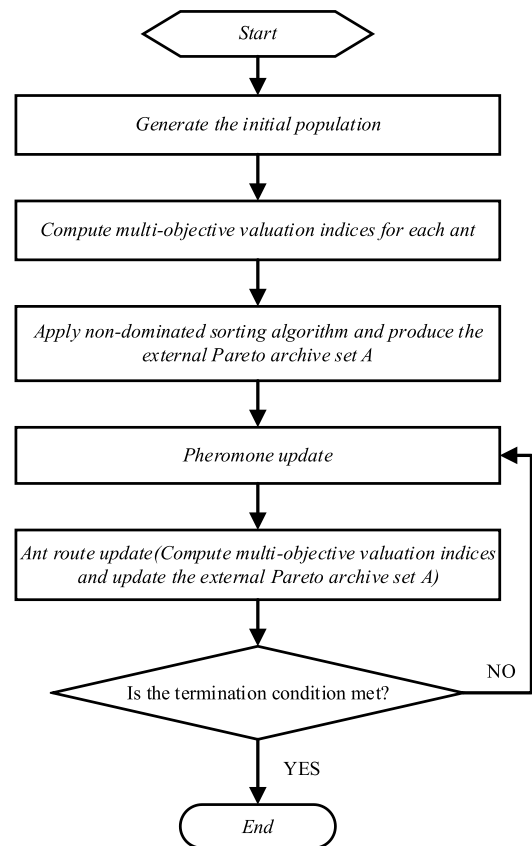 Start
Generate the initial population
Compute multi-objective valuation indices for each ant
Apply non-dominated sorting algorithm and produce the
external Pareto archive set A
Pheromone update
Ant route update(Compute multi-objective valuation indices
and update the external Pareto archive set A)
Is the termination condition met?
NO
YES
End